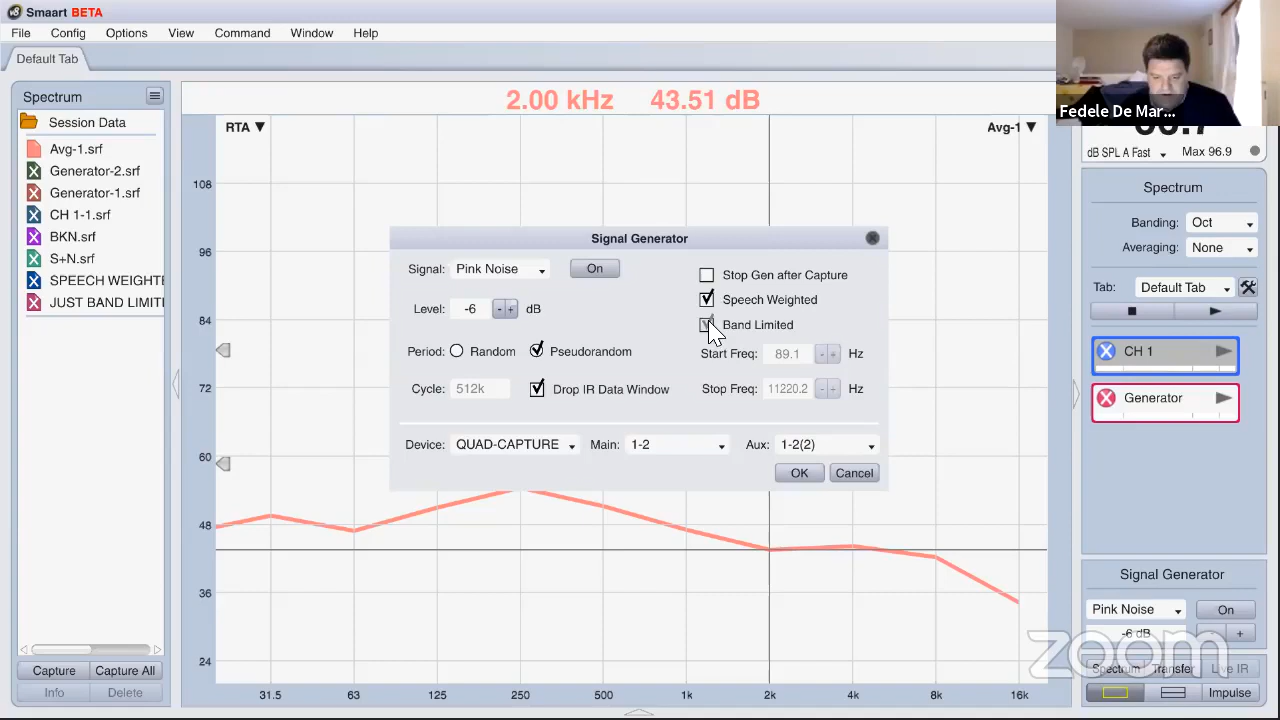 Smaart BETA
File Config Options View Command Window Help
Default Tab
Spectrum
Session Data
Avg-1.srf
Generator-2.srf
Generator-1.srf
CH 1-1.srf
BKN.srf
S+N.srf
SPEECH WEIGHTE
JUST BAND LIMITE
Capture Capture All
Info Delete
2.00 kHz 43.51 dB
RTA Avg-1
108
96
84
72
60
48
36
24
31.5 63 125 250 500 1k 2k 4k 8k 16k
Signal Generator
Signal: Pink Noise On
Level: -6 - + dB
Period: Random Pseudorandom
Cycle: 512k Drop IR Data Window
Stop Gen after Capture
Speech Weighted
Band Limited
Start Freq: 89.1 - + Hz
Stop Freq: 11220.2 - + Hz
Device: QUAD-CAPTURE Main: 1-2 Aux: 1-2(2)
OK Cancel
Fedele De Mar...
dB SPL A Fast Max 96.9
Spectrum
Banding: Oct
Averaging: None
Tab: Default Tab
CH 1
Generator
Signal Generator
Pink Noise On
-6 dB - +
zoom
Spectrum Transfer Live IR
Impulse